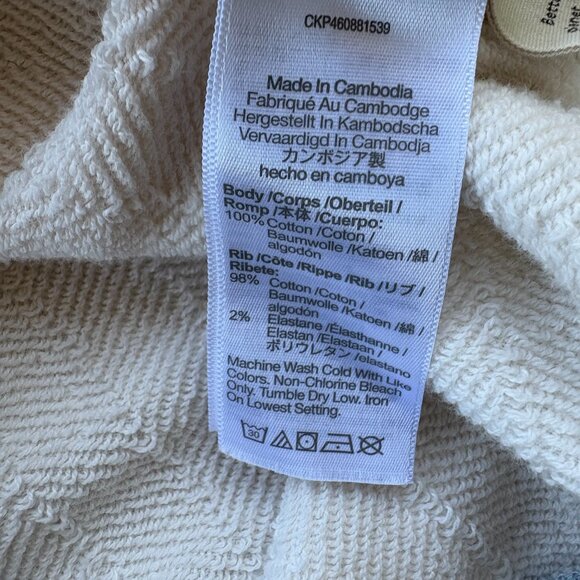 CKP460881539
Made In Cambodia
Fabriqué Au Cambodge
Hergestellt In Kambodscha
Vervaardigd In Cambodja
カンボジア製
hecho en camboya
Body /Corps /Oberteil /
Romp /本体 /Cuerpo:
100% Cotton /Coton /
Baumwolle /Katoen /綿 /
algodón
Rib /Côte /Rippe /Rib /リブ /
Ribete:
98% Cotton /Coton /
Baumwolle /Katoen /綿 /
algodón
2% Elastane /Élasthanne /
Elastan /Elastaan /
ポリウレタン /elastano
Machine Wash Cold With Like
Colors. Non-Chlorine Bleach
Only. Tumble Dry Low. Iron
On Lowest Setting.
30